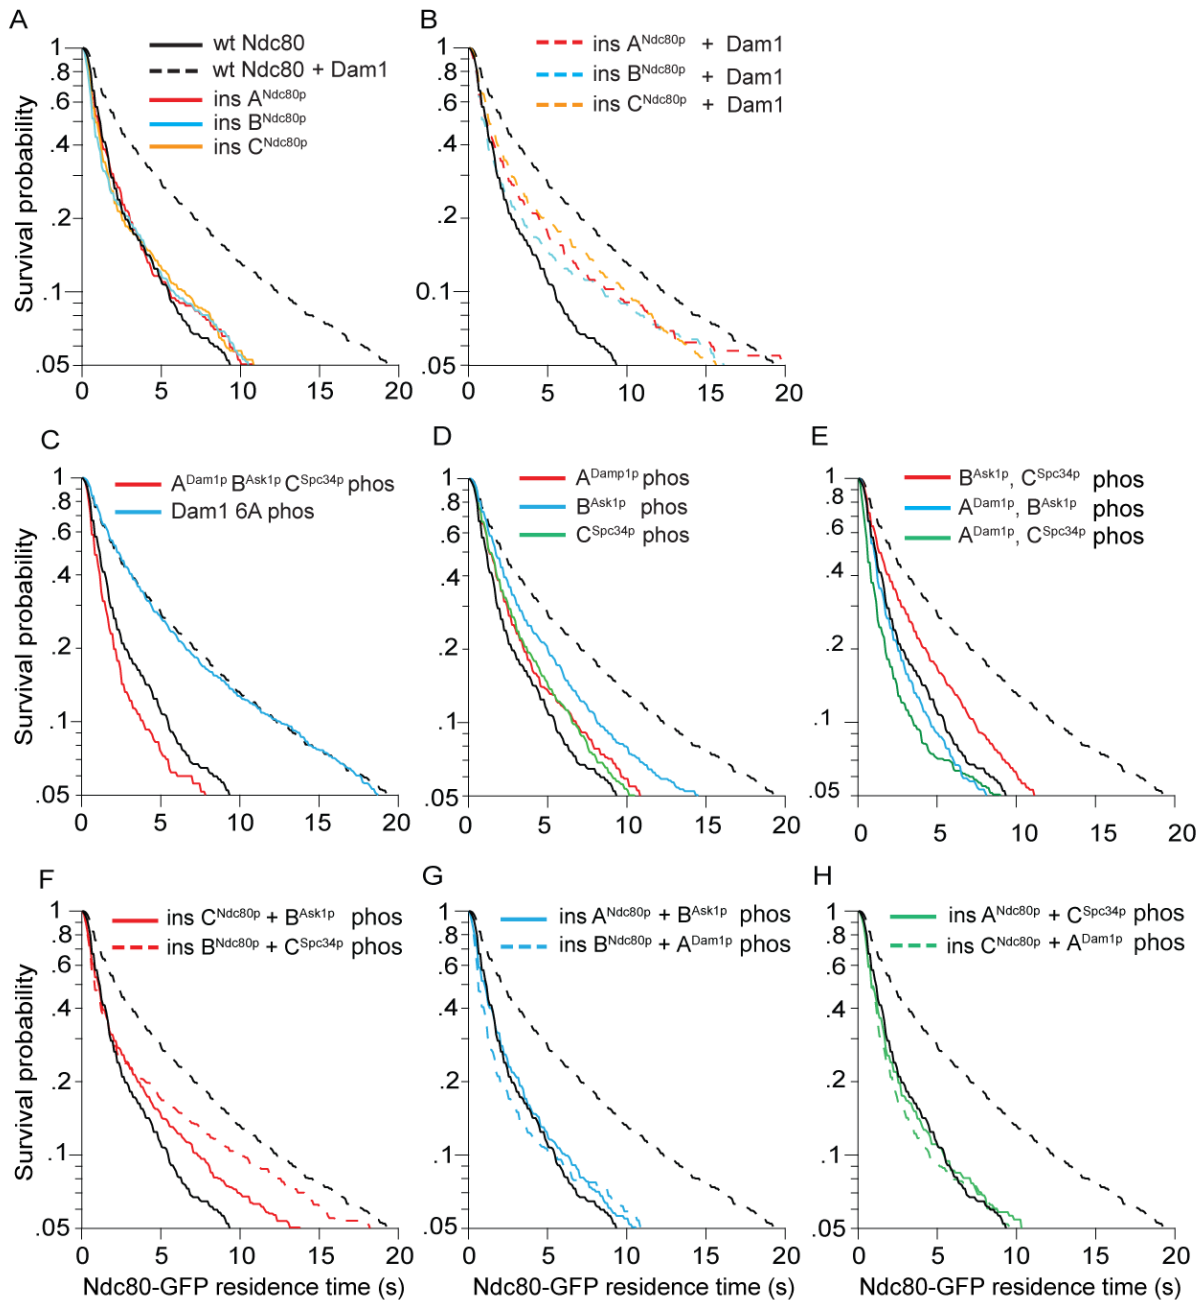 A
B
wt Ndc80
wt Ndc80 + Dam1
ins A^Ndc80p
ins B^Ndc80p
ins C^Ndc80p
ins A^Ndc80p + Dam1
ins B^Ndc80p + Dam1
ins C^Ndc80p + Dam1
Survival probability
1
.8
.6
.4
.2
.1
.05
0 5 10 15 20
1
.8
.6
.4
.2
0.1
.05
0 5 10 15 20
C
D
E
A^Dam1p B^Ask1p C^Spc34p phos
Dam1 6A phos
A^Damp1p phos
B^Ask1p phos
C^Spc34p phos
B^Ask1p, C^Spc34p phos
A^Dam1p, B^Ask1p phos
A^Dam1p, C^Spc34p phos
Survival probability
1
.8
.6
.4
.2
.1
.05
0 5 10 15 20
1
.8
.6
.4
.2
.1
.05
0 5 10 15 20
1
.8
.6
.4
.2
.1
.05
0 5 10 15 20
F
G
H
ins C^Ndc80p + B^Ask1p phos
ins B^Ndc80p + C^Spc34p phos
ins A^Ndc80p + B^Ask1p phos
ins B^Ndc80p + A^Dam1p phos
ins A^Ndc80p + C^Spc34p phos
ins C^Ndc80p + A^Dam1p phos
Survival probability
1
.8
.6
.4
.2
.1
.05
0 5 10 15 20
1
.8
.6
.4
.2
.1
.05
0 5 10 15 20
1
.8
.6
.4
.2
.1
.05
0 5 10 15 20
Ndc80-GFP residence time (s)
Ndc80-GFP residence time (s)
Ndc80-GFP residence time (s)